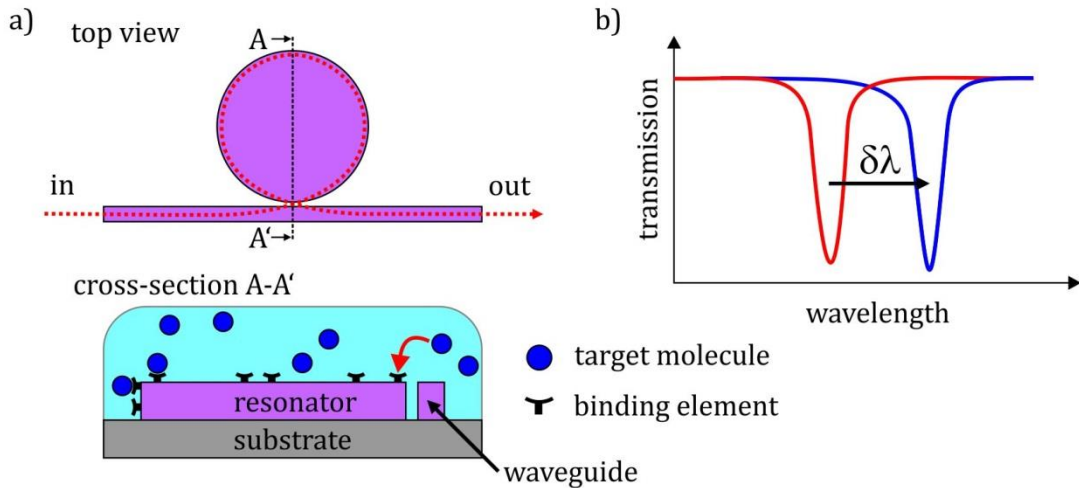 a)
top view
A
in
out
A‘
cross-section A-A‘
resonator
substrate
waveguide
target molecule
binding element
b)
transmission
δλ
wavelength